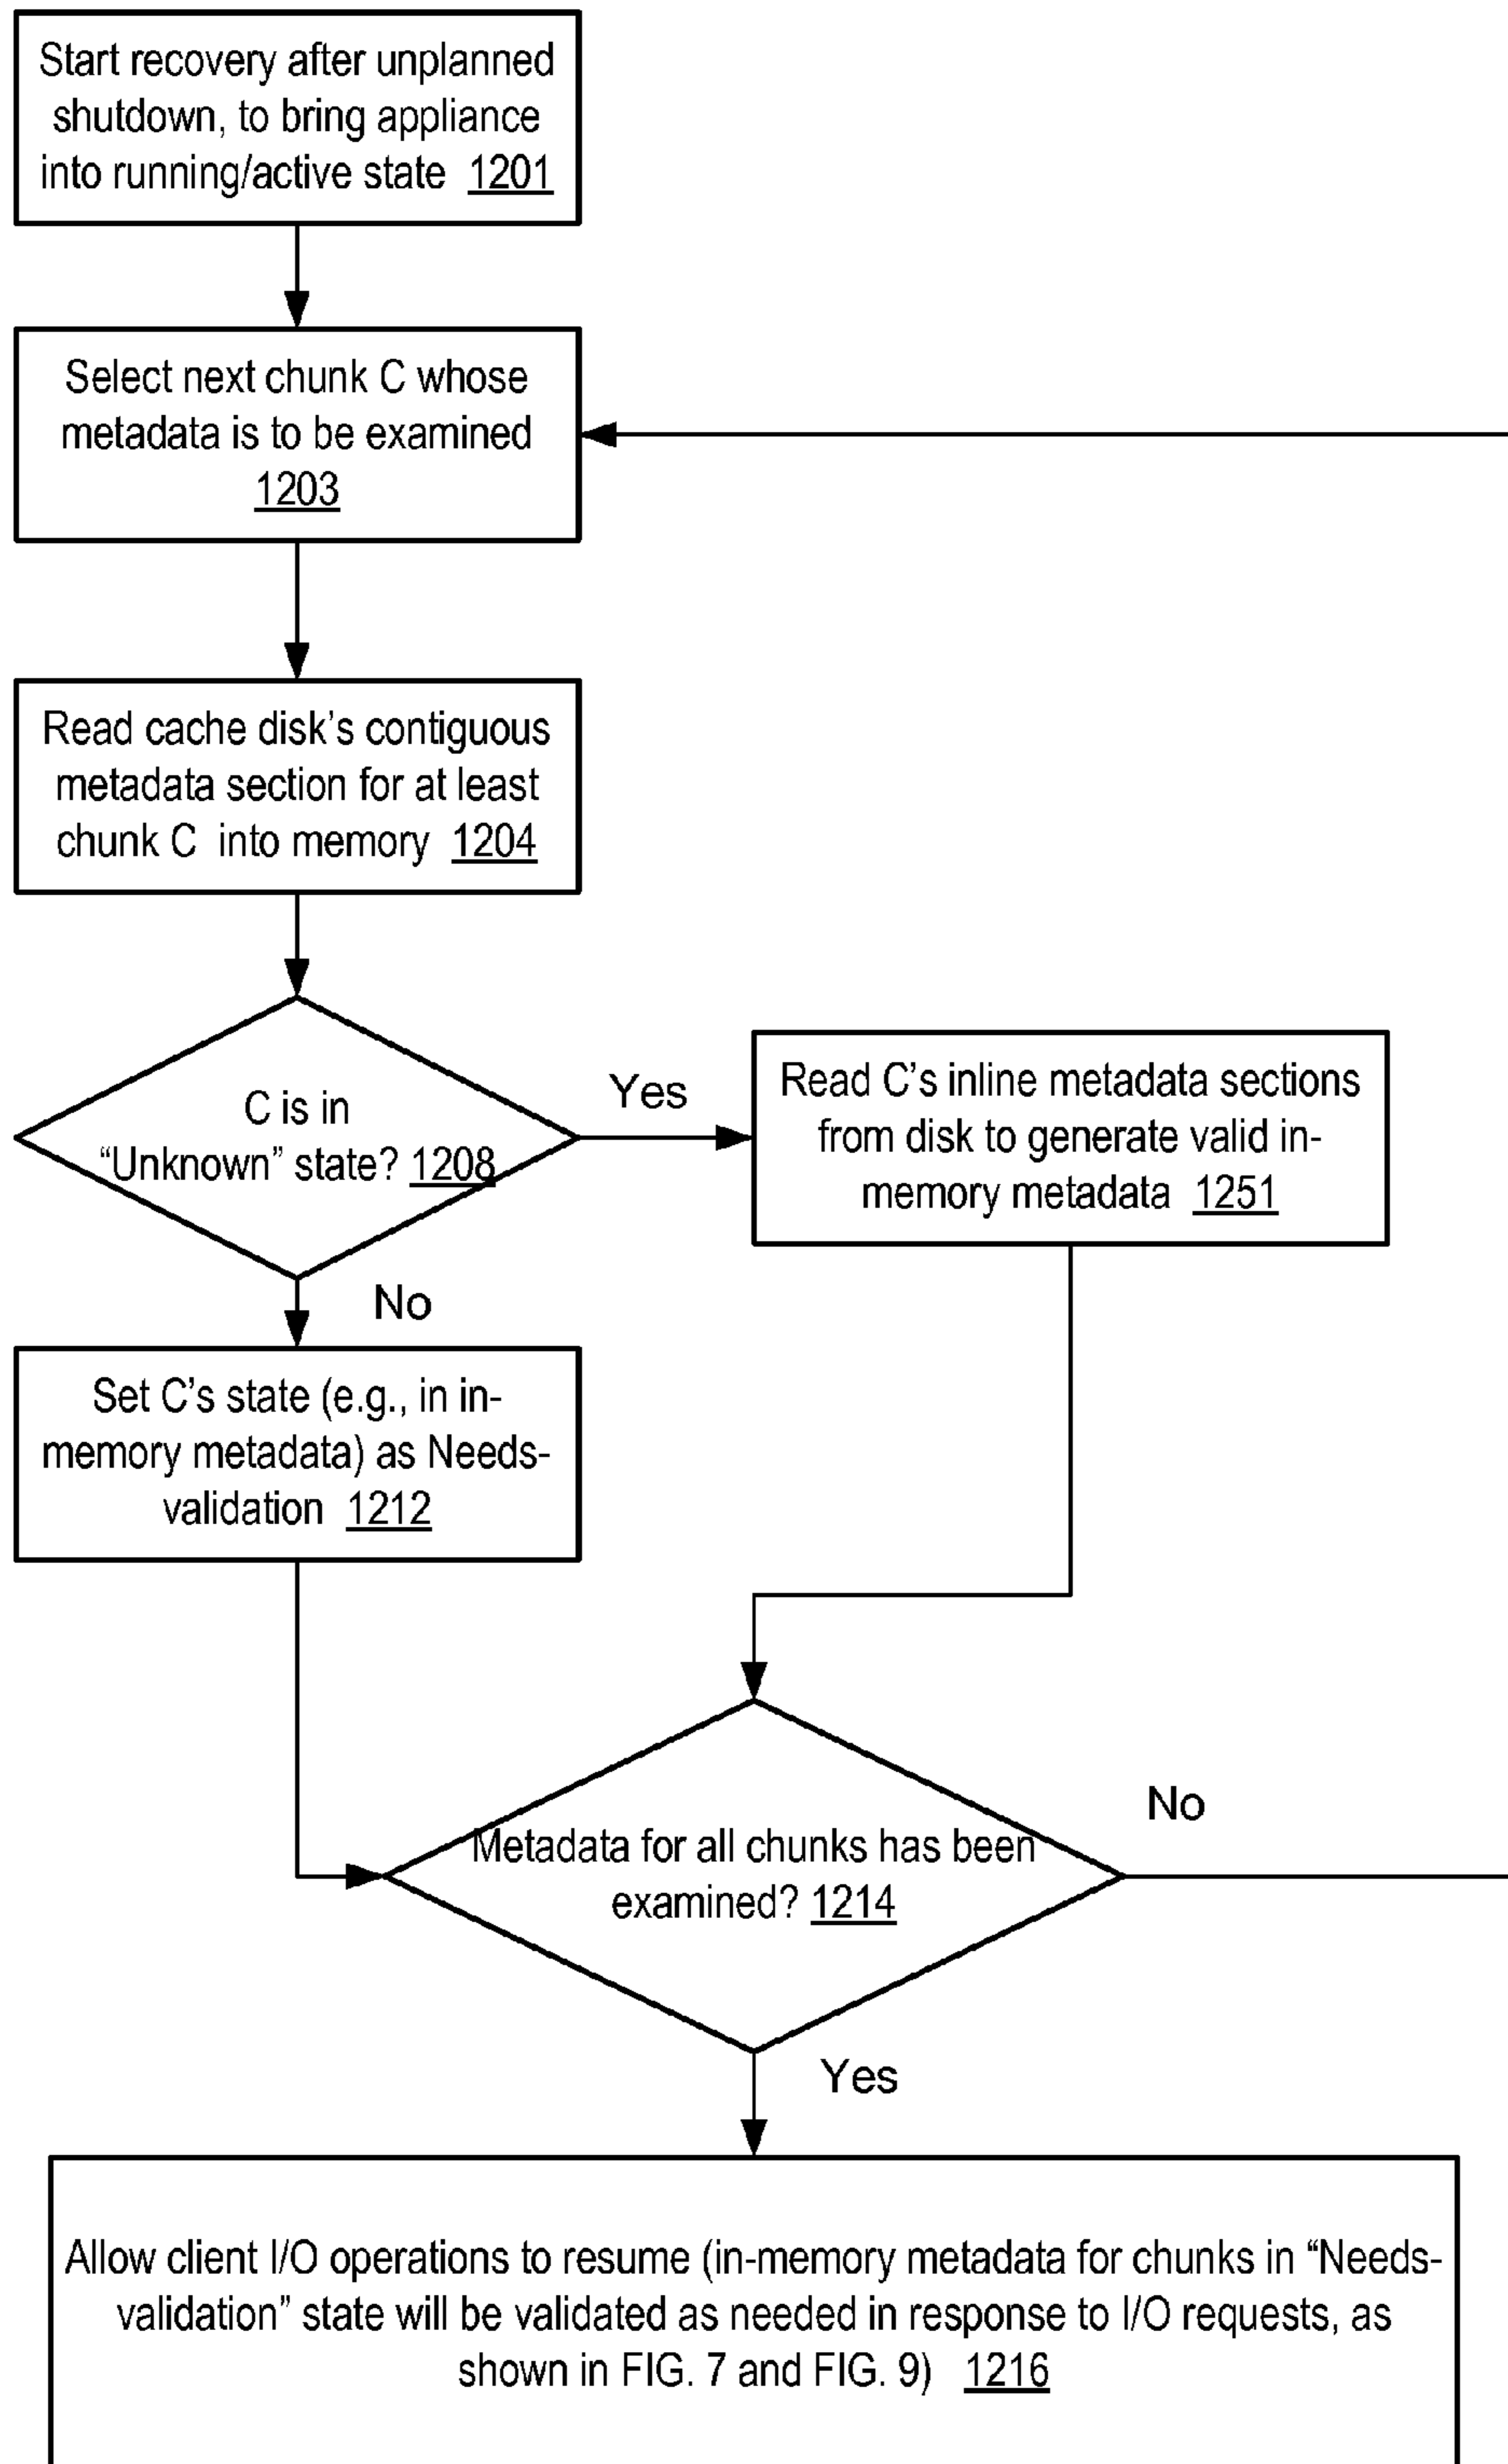 Start recovery after unplanned
shutdown, to bring appliance
into running/active state 1201
Select next chunk C whose
metadata is to be examined
1203
Read cache disk’s contiguous
metadata section for at least
chunk C into memory 1204
C is in
“Unknown” state? 1208
Yes
Read C’s inline metadata sections
from disk to generate valid in-
memory metadata 1251
No
Set C’s state (e.g., in in-
memory metadata) as Needs-
validation 1212
Metadata for all chunks has been
examined? 1214
No
Yes
Allow client I/O operations to resume (in-memory metadata for chunks in “Needs-
validation” state will be validated as needed in response to I/O requests, as
shown in FIG. 7 and FIG. 9) 1216